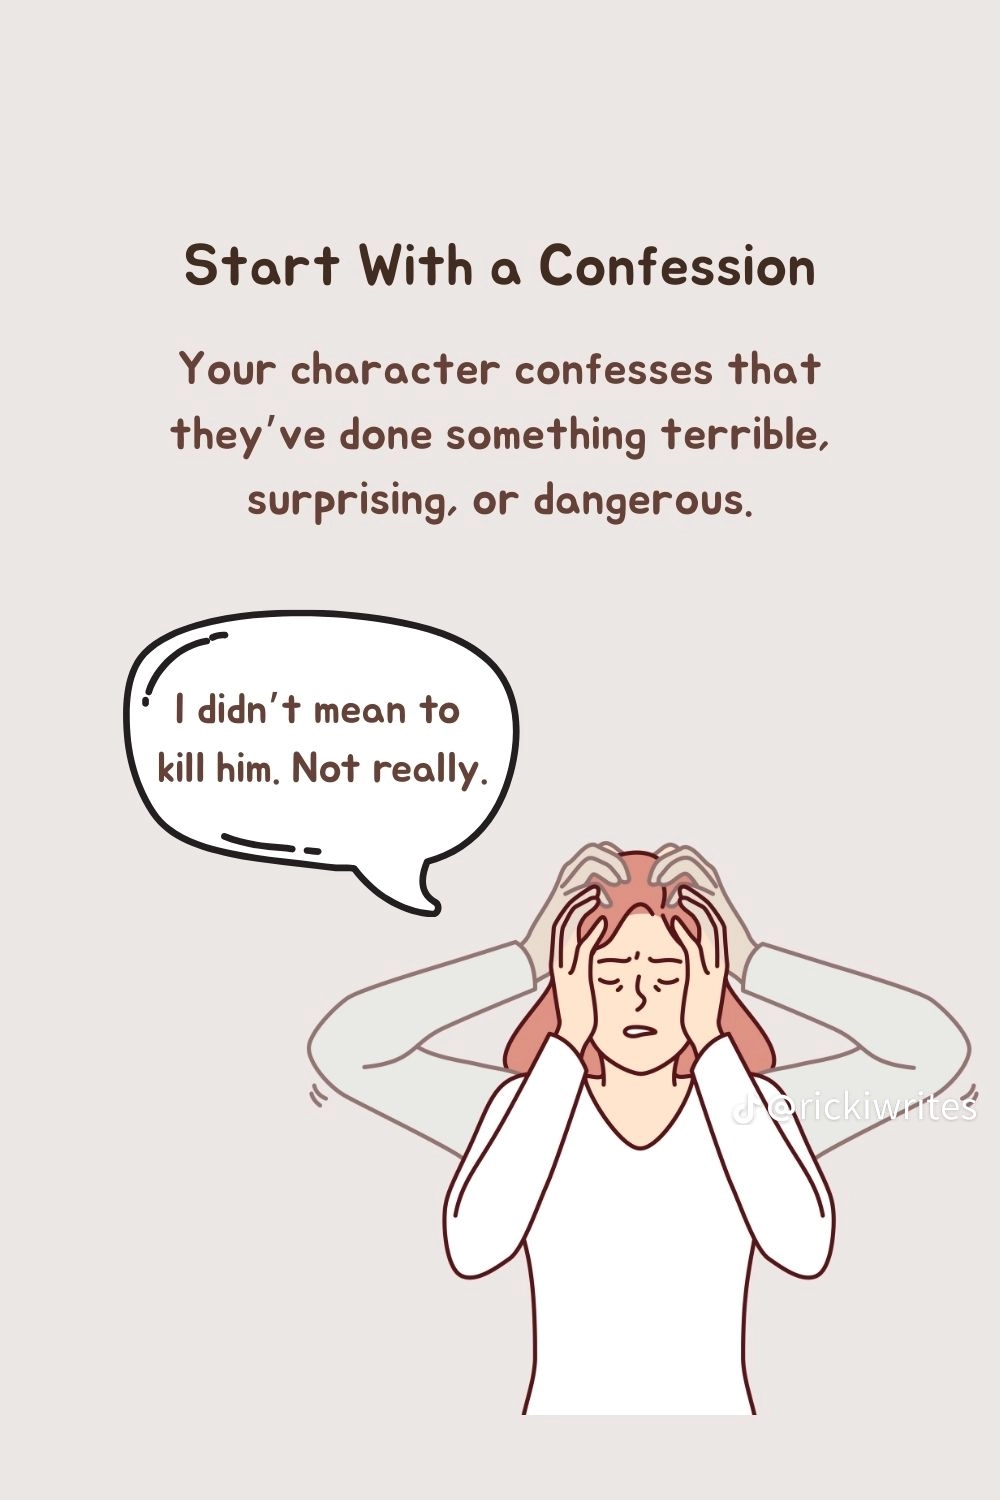 Start With a Confession
Your character confesses that
they've done something terrible,
surprising, or dangerous.
I didn't mean to
kill him. Not really.
@rickiwrites